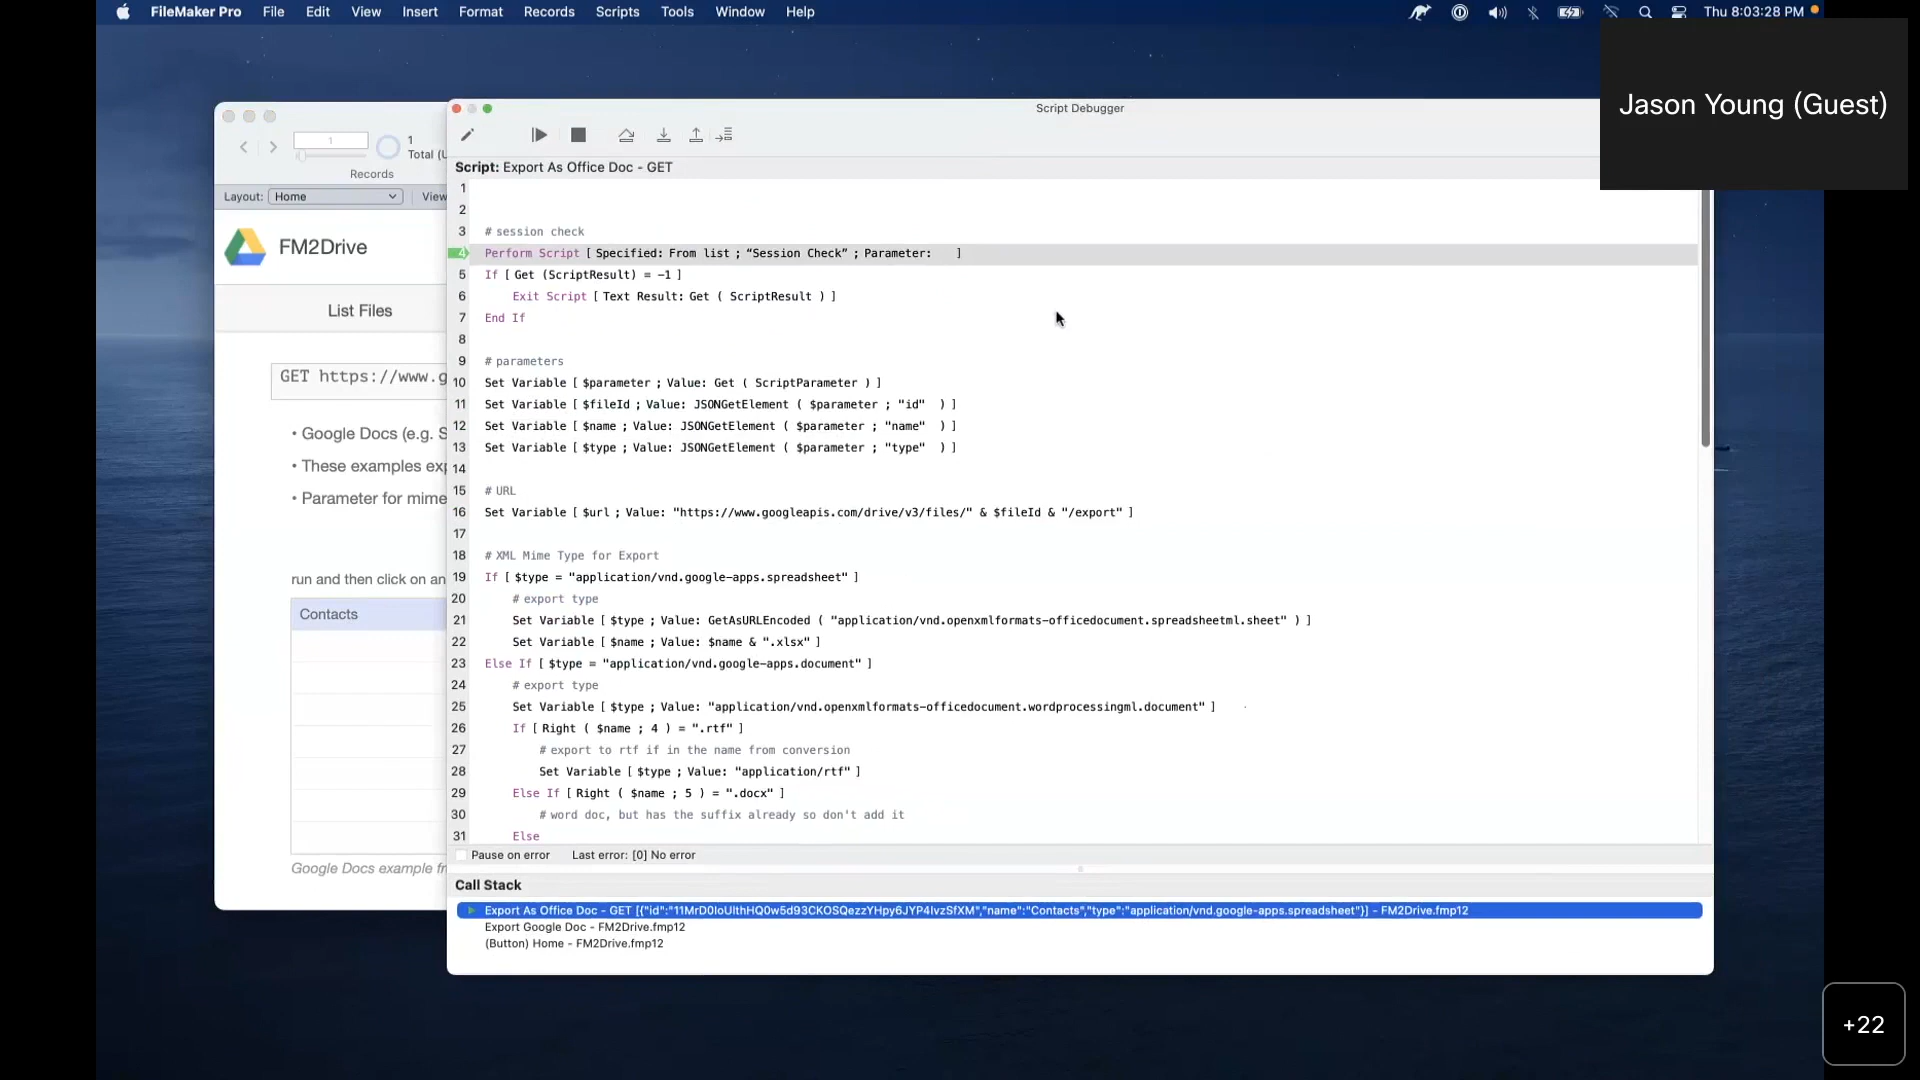 FileMaker Pro File Edit View Insert Format Records Scripts Tools Window Help
Thu 8:03:28 PM
Jason Young (Guest)
Script Debugger
1
1
Total (U
Records
Layout: Home View
FM2Drive
List Files
GET https://www.g
• Google Docs (e.g. S
• These examples exp
• Parameter for mime
run and then click on an
Contacts
Google Docs example fr
Script: Export As Office Doc - GET
1
2
3 # session check
4 Perform Script [ Specified: From list ; “Session Check” ; Parameter: ]
5 If [ Get (ScriptResult) = -1 ]
6 Exit Script [ Text Result: Get ( ScriptResult ) ]
7 End If
8
9 # parameters
10 Set Variable [ $parameter ; Value: Get ( ScriptParameter ) ]
11 Set Variable [ $fileId ; Value: JSONGetElement ( $parameter ; "id" ) ]
12 Set Variable [ $name ; Value: JSONGetElement ( $parameter ; "name" ) ]
13 Set Variable [ $type ; Value: JSONGetElement ( $parameter ; "type" ) ]
14
15 # URL
16 Set Variable [ $url ; Value: "https://www.googleapis.com/drive/v3/files/" & $fileId & "/export" ]
17
18 # XML Mime Type for Export
19 If [ $type = "application/vnd.google-apps.spreadsheet" ]
20 # export type
21 Set Variable [ $type ; Value: GetAsURLEncoded ( "application/vnd.openxmlformats-officedocument.spreadsheetml.sheet" ) ]
22 Set Variable [ $name ; Value: $name & ".xlsx" ]
23 Else If [ $type = "application/vnd.google-apps.document" ]
24 # export type
25 Set Variable [ $type ; Value: "application/vnd.openxmlformats-officedocument.wordprocessingml.document" ]
26 If [ Right ( $name ; 4 ) = ".rtf" ]
27 # export to rtf if in the name from conversion
28 Set Variable [ $type ; Value: "application/rtf" ]
29 Else If [ Right ( $name ; 5 ) = ".docx" ]
30 # word doc, but has the suffix already so don't add it
31 Else
Pause on error Last error: [0] No error
Call Stack
Export As Office Doc - GET [{"id":"11MrD0IoUIthHQ0w5d93CKOSQezzYHpy6JYP4IvzSfXM","name":"Contacts","type":"application/vnd.google-apps.spreadsheet"}] - FM2Drive.fmp12
Export Google Doc - FM2Drive.fmp12
(Button) Home - FM2Drive.fmp12
+22